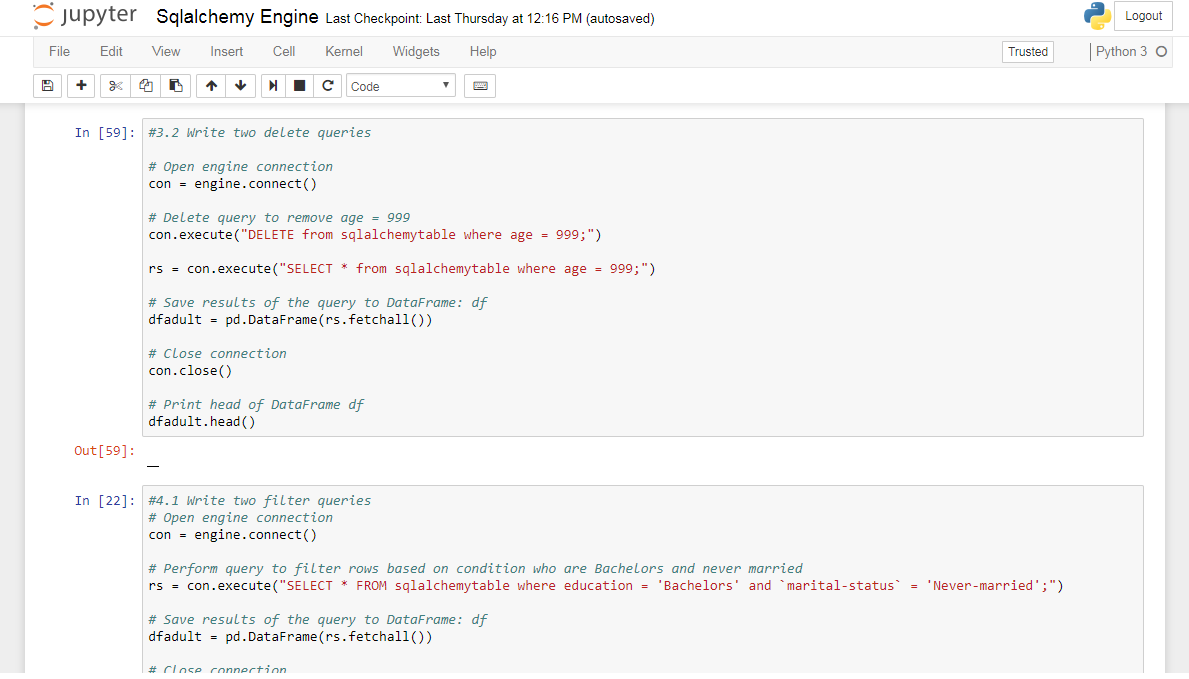 jupyter Sqlalchemy Engine Last Checkpoint: Last Thursday at 12:16 PM (autosaved) Logout
File Edit View Insert Cell Kernel Widgets Help Trusted Python 3
Code
In [59]: #3.2 Write two delete queries
# Open engine connection
con = engine.connect()
# Delete query to remove age = 999
con.execute("DELETE from sqlalchemytable where age = 999;")
rs = con.execute("SELECT * from sqlalchemytable where age = 999;")
# Save results of the query to DataFrame: df
dfadult = pd.DataFrame(rs.fetchall())
# Close connection
con.close()
# Print head of DataFrame df
dfadult.head()
Out[59]:
In [22]: #4.1 Write two filter queries
# Open engine connection
con = engine.connect()
# Perform query to filter rows based on condition who are Bachelors and never married
rs = con.execute("SELECT * FROM sqlalchemytable where education = 'Bachelors' and `marital-status` = 'Never-married';")
# Save results of the query to DataFrame: df
dfadult = pd.DataFrame(rs.fetchall())
# Close connection